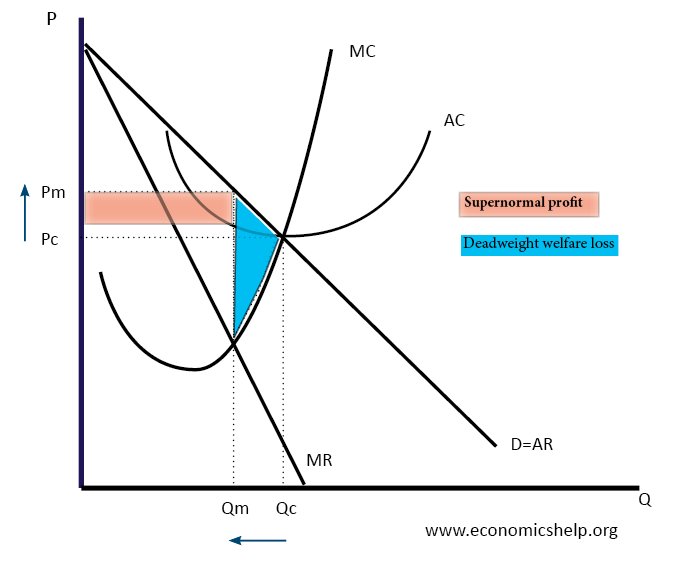 P
MC
AC
Pm
Supernormal profit
Pc
Deadweight welfare loss
D=AR
MR
Q
Qm
Qc
www.economicshelp.org